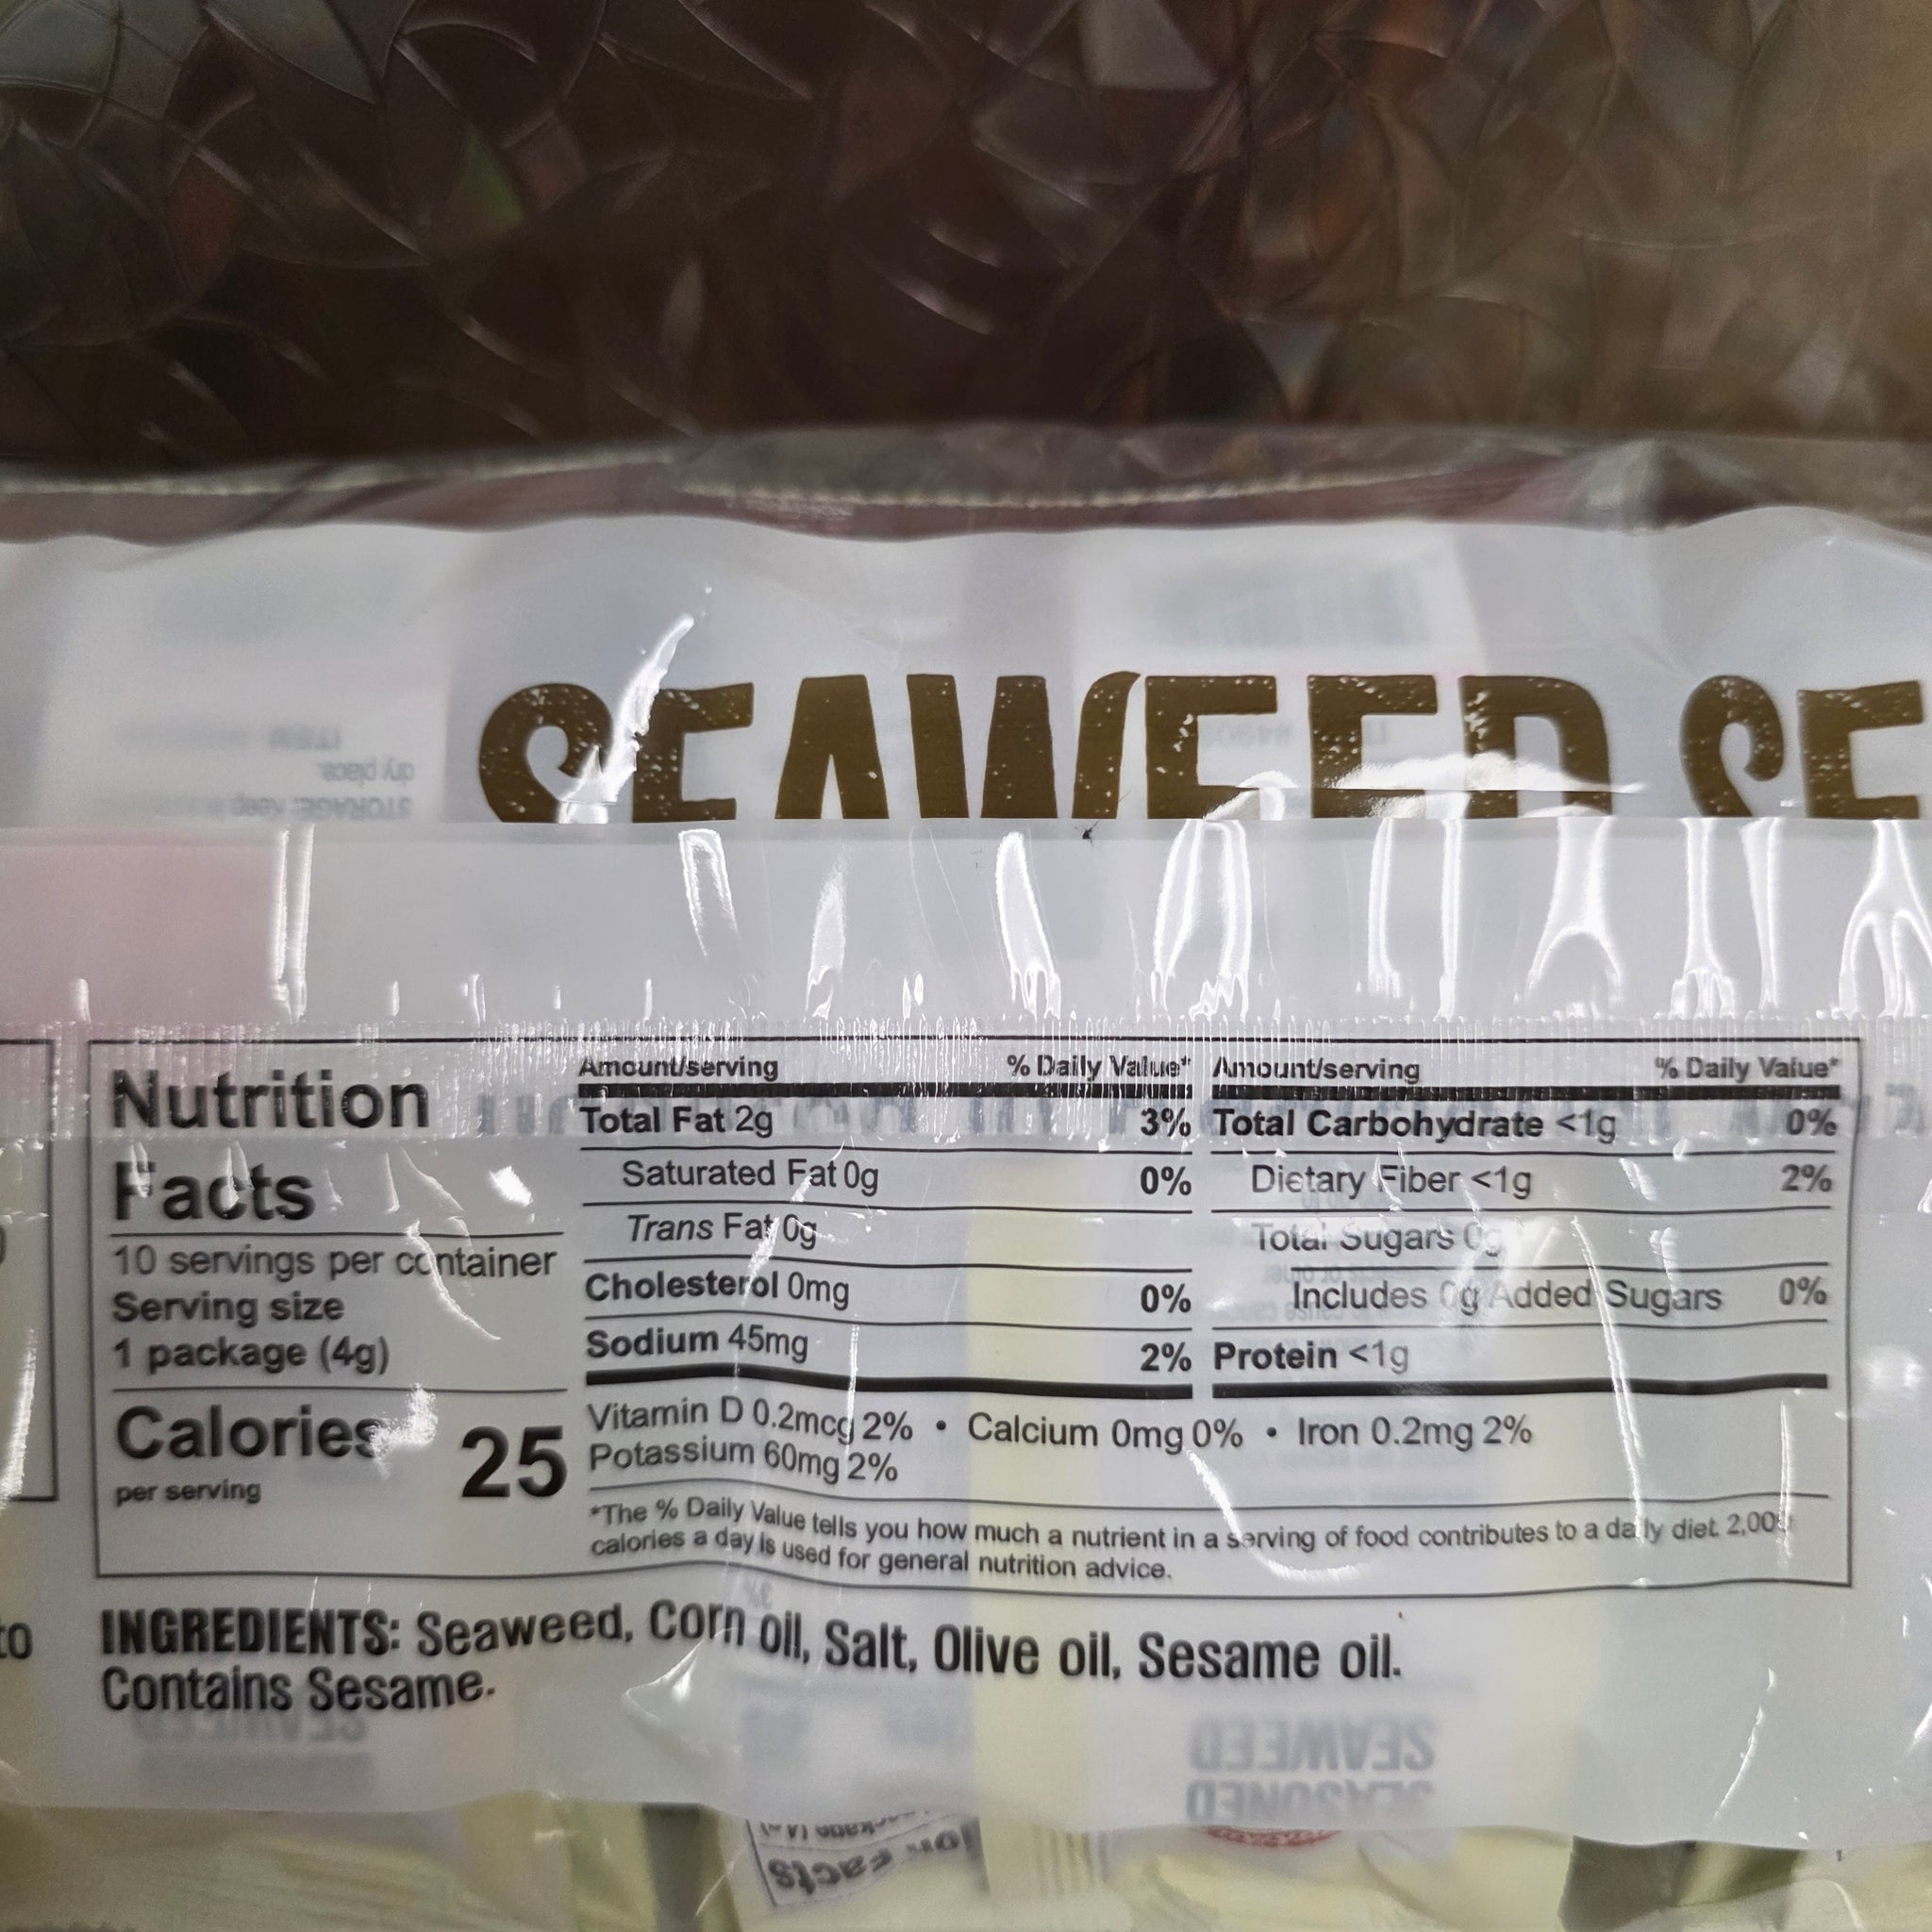 SEAWEED SE
Nutrition
Facts
10 servings per container
Serving size
1 package (4g)
Calories 25
per serving
Amount/serving % Daily Value*
Total Fat 2g 3%
Saturated Fat 0g 0%
Trans Fat 0g
Cholesterol 0mg 0%
Sodium 45mg 2%
Amount/serving % Daily Value*
Total Carbohydrate <1g 0%
Dietary Fiber <1g 2%
Total Sugars 0g
Includes 0g Added Sugars 0%
Protein <1g
Vitamin D 0.2mcg 2% • Calcium 0mg 0% • Iron 0.2mg 2%
Potassium 60mg 2%
*The % Daily Value tells you how much a nutrient in a serving of food contributes to a daily diet. 2,000
calories a day is used for general nutrition advice.
INGREDIENTS: Seaweed, Corn oil, Salt, Olive oil, Sesame oil.
Contains Sesame.
to
SEAWEED
SEASONED
Facts